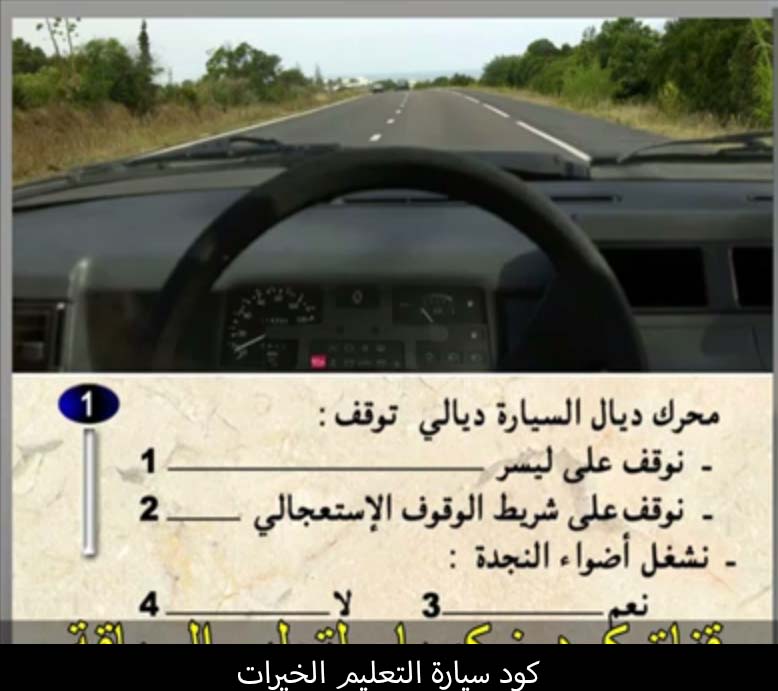 1
محرك ديال السيارة ديالي توقف :
- نوقف على ليسر 1
- نوقف على شريط الوقوف الإستعجالي 2
- نشغل أضواء النجدة :
نعم 3 لا 4
كود سيارة التعليم الخيرات